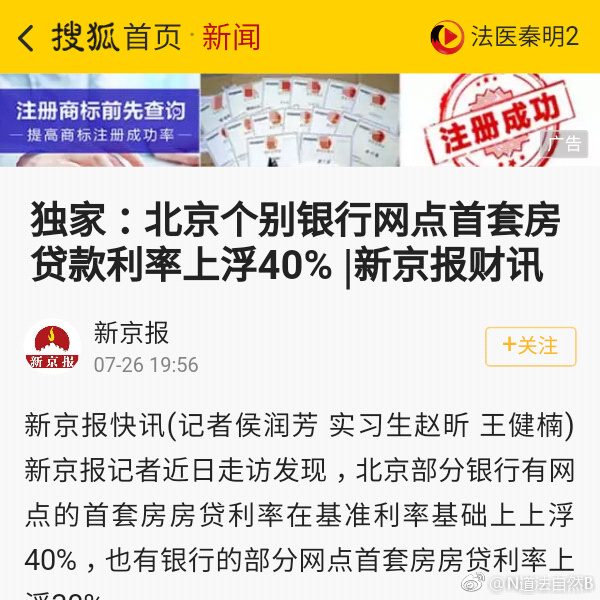 搜狐首页·新闻
法医秦明2
注册商标前先查询
提高商标注册成功率
注册成功
广告
独家：北京个别银行网点首套房
贷款利率上浮40% |新京报财讯
新京报
新京报
07-26 19:56
+关注
新京报快讯(记者侯润芳 实习生赵昕 王健楠)
新京报记者近日走访发现，北京部分银行有网
点的首套房房贷利率在基准利率基础上上浮
40%，也有银行的部分网点首套房房贷利率上
@N道法自然B